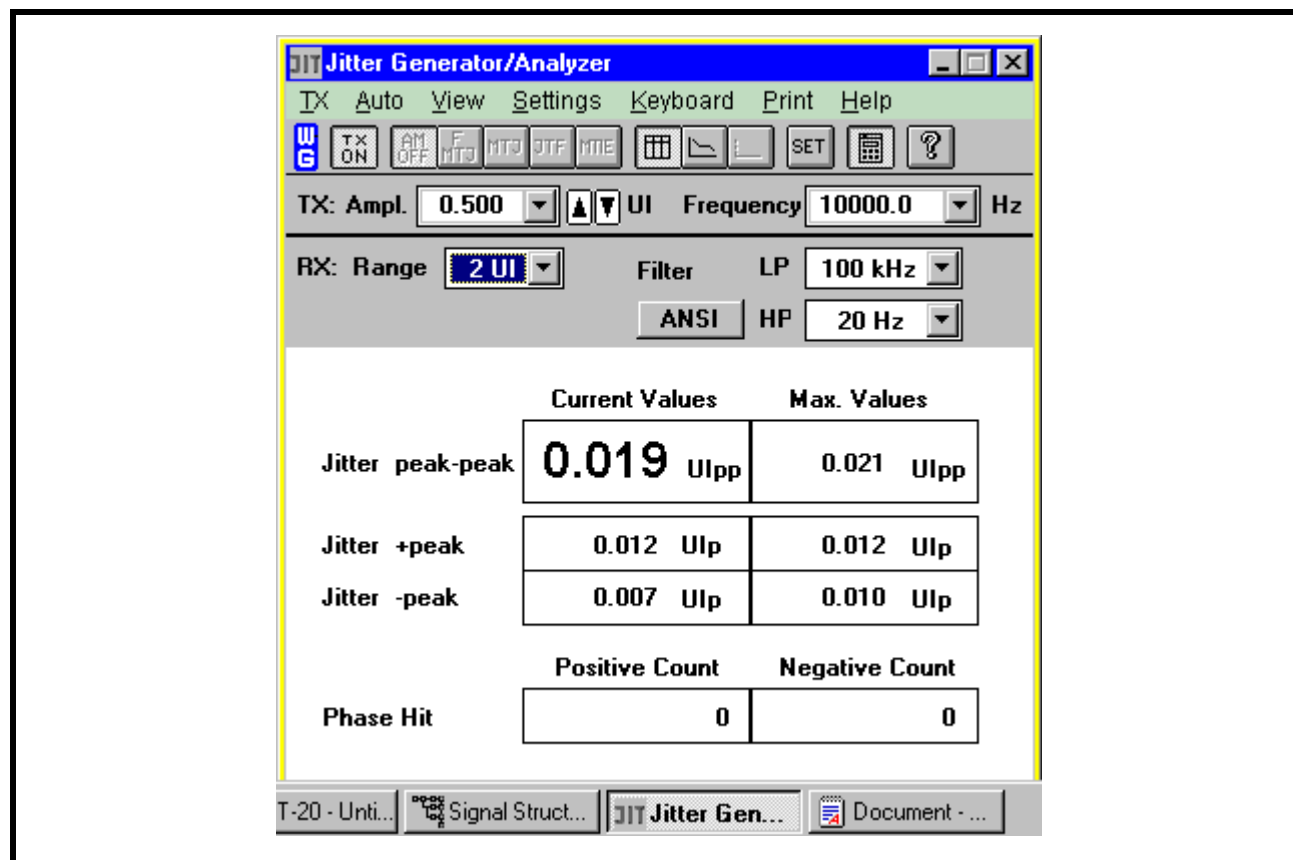 JIT Jitter Generator/Analyzer
TX Auto View Settings Keyboard Print Help
WG TX ON AM OFF F MTJ MTJ JTF MTIE SET ?
TX: Ampl. 0.500 UI Frequency 10000.0 Hz
RX: Range 2 UI Filter LP 100 kHz
ANSI HP 20 Hz
Current Values Max. Values
Jitter peak-peak 0.019 UIpp 0.021 UIpp
Jitter +peak 0.012 UIp 0.012 UIp
Jitter -peak 0.007 UIp 0.010 UIp
Positive Count Negative Count
Phase Hit 0 0
T-20 - Unti... Signal Struct... JIT Jitter Gen... Document - ...